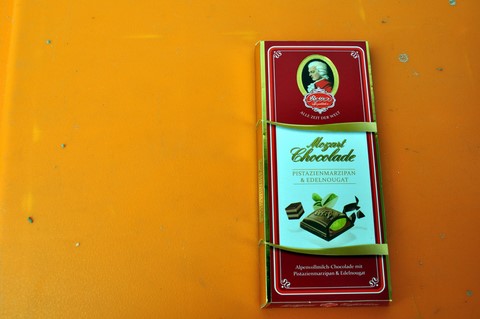 Reber
ALLE ZEIT DER WELT
Mozart
Chocolade
PISTAZIENMARZIPAN
& EDELNOUGAT
Alpenvollmilch-Chocolade mit
Pistazienmarzipan & Edelnougat